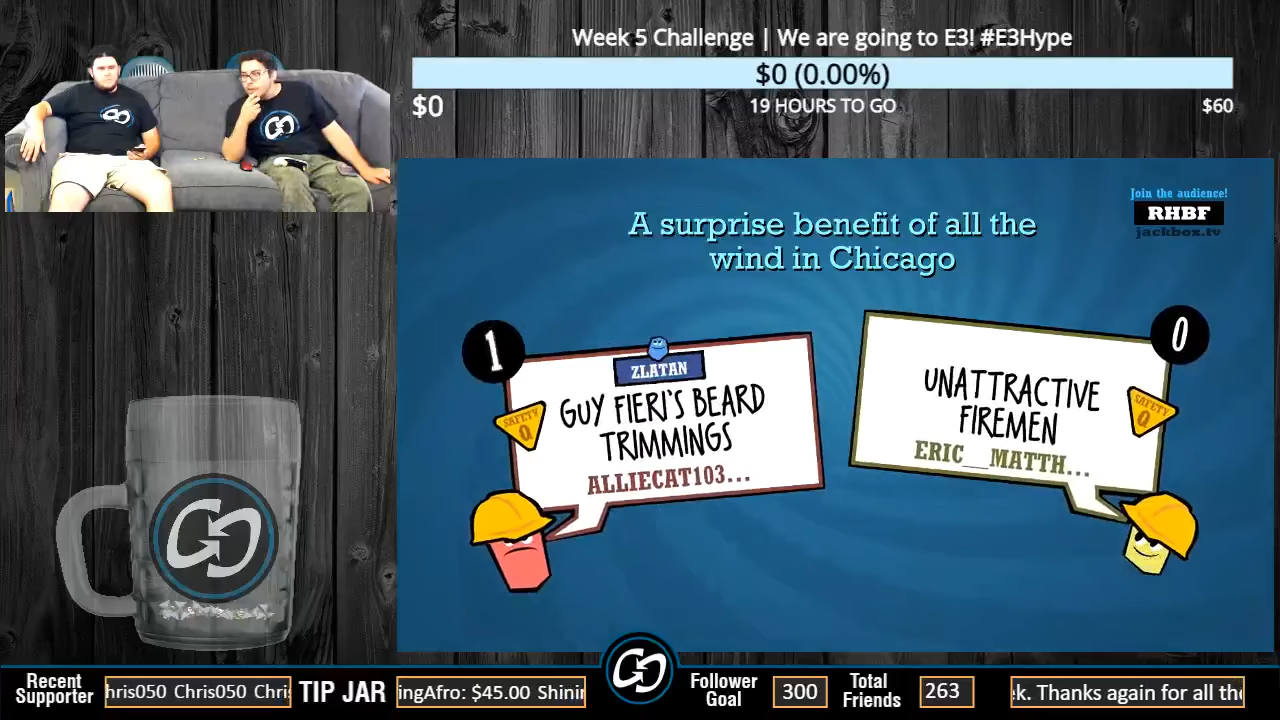 Week 5 Challenge | We are going to E3! #E3Hype
$0 (0.00%)
$0
19 HOURS TO GO
$60
Join the audience!
RHBF
jackbox.tv
A surprise benefit of all the
wind in Chicago
1
ZLATAN
SAFETY
Q
GUY FIERI'S BEARD
TRIMMINGS
ALLIECAT103...
0
UNATTRACTIVE
FIREMEN
SAFETY
Q
ERIC__MATTH...
Recent
Supporter
hris050 Chris050 Chri
TIP JAR
ingAfro: $45.00 Shinin
Follower
Goal
300
Total
Friends
263
k. Thanks again for all the